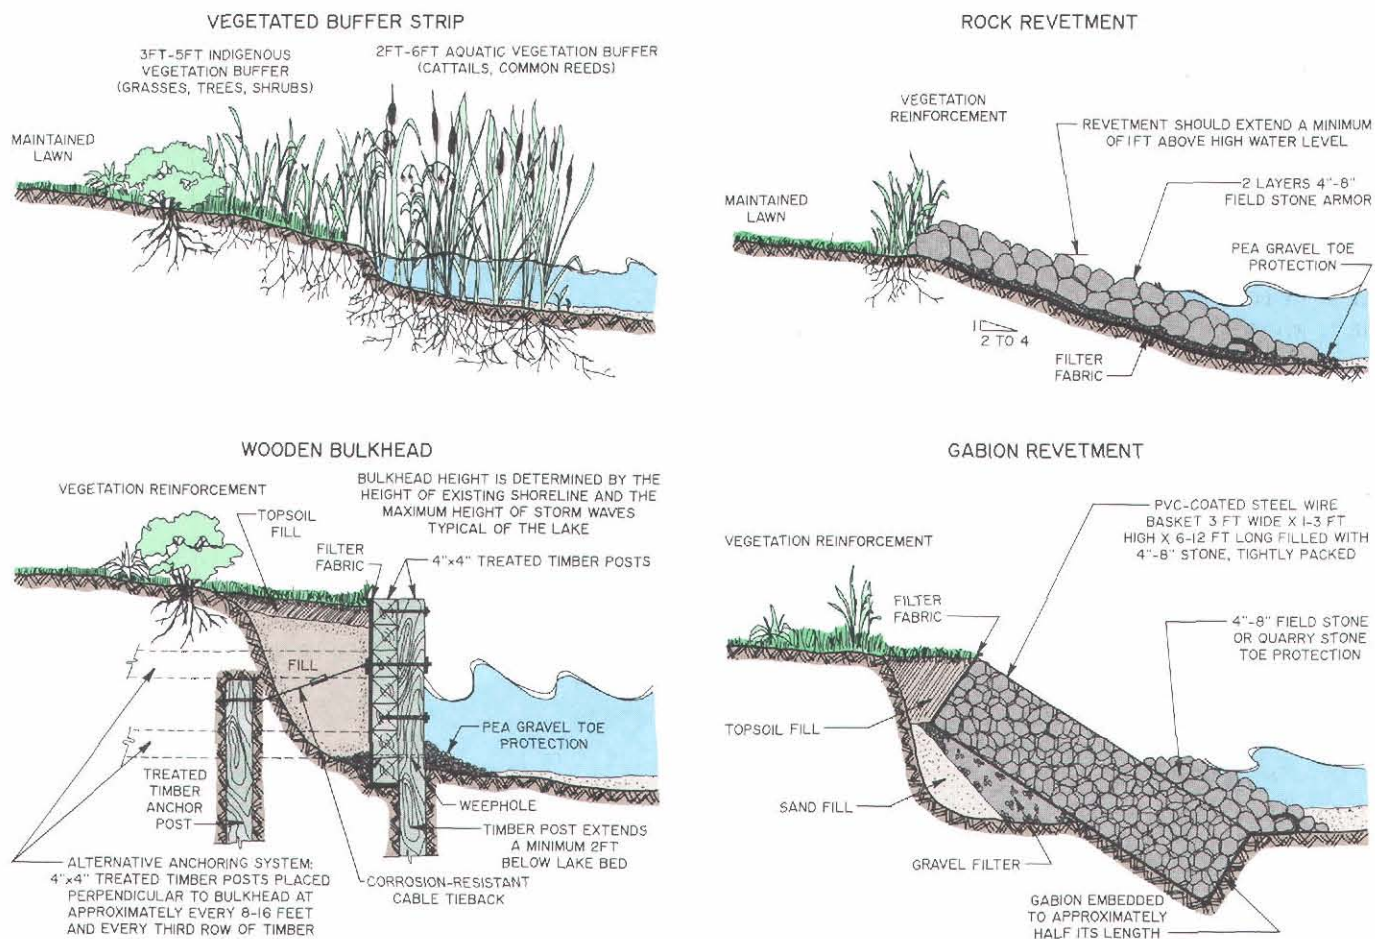 VEGETATED BUFFER STRIP
3FT-5FT INDIGENOUS
VEGETATION BUFFER
(GRASSES, TREES, SHRUBS)
2FT-6FT AQUATIC VEGETATION BUFFER
(CATTAILS, COMMON REEDS)
MAINTAINED
LAWN
ROCK REVETMENT
VEGETATION
REINFORCEMENT
REVETMENT SHOULD EXTEND A MINIMUM
OF 1FT ABOVE HIGH WATER LEVEL
2 LAYERS 4"-8"
FIELD STONE ARMOR
MAINTAINED
LAWN
PEA GRAVEL TOE
PROTECTION
1
2 TO 4
FILTER
FABRIC
WOODEN BULKHEAD
VEGETATION REINFORCEMENT
BULKHEAD HEIGHT IS DETERMINED BY THE
HEIGHT OF EXISTING SHORELINE AND THE
MAXIMUM HEIGHT OF STORM WAVES
TYPICAL OF THE LAKE
TOPSOIL
FILL
FILTER
FABRIC
4"x4" TREATED TIMBER POSTS
FILL
PEA GRAVEL TOE
PROTECTION
TREATED
TIMBER
ANCHOR
POST
WEEPHOLE
TIMBER POST EXTENDS
A MINIMUM 2FT
BELOW LAKE BED
ALTERNATIVE ANCHORING SYSTEM:
4"x4" TREATED TIMBER POSTS PLACED
PERPENDICULAR TO BULKHEAD AT
APPROXIMATELY EVERY 8-16 FEET
AND EVERY THIRD ROW OF TIMBER
CORROSION-RESISTANT
CABLE TIEBACK
GABION REVETMENT
PVC-COATED STEEL WIRE
BASKET 3 FT WIDE X 1-3 FT
HIGH X 6-12 FT LONG FILLED WITH
4"-8" STONE, TIGHTLY PACKED
VEGETATION REINFORCEMENT
FILTER
FABRIC
4"-8" FIELD STONE
OR QUARRY STONE
TOE PROTECTION
TOPSOIL FILL
SAND FILL
GRAVEL FILTER
GABION EMBEDDED
TO APPROXIMATELY
HALF ITS LENGTH